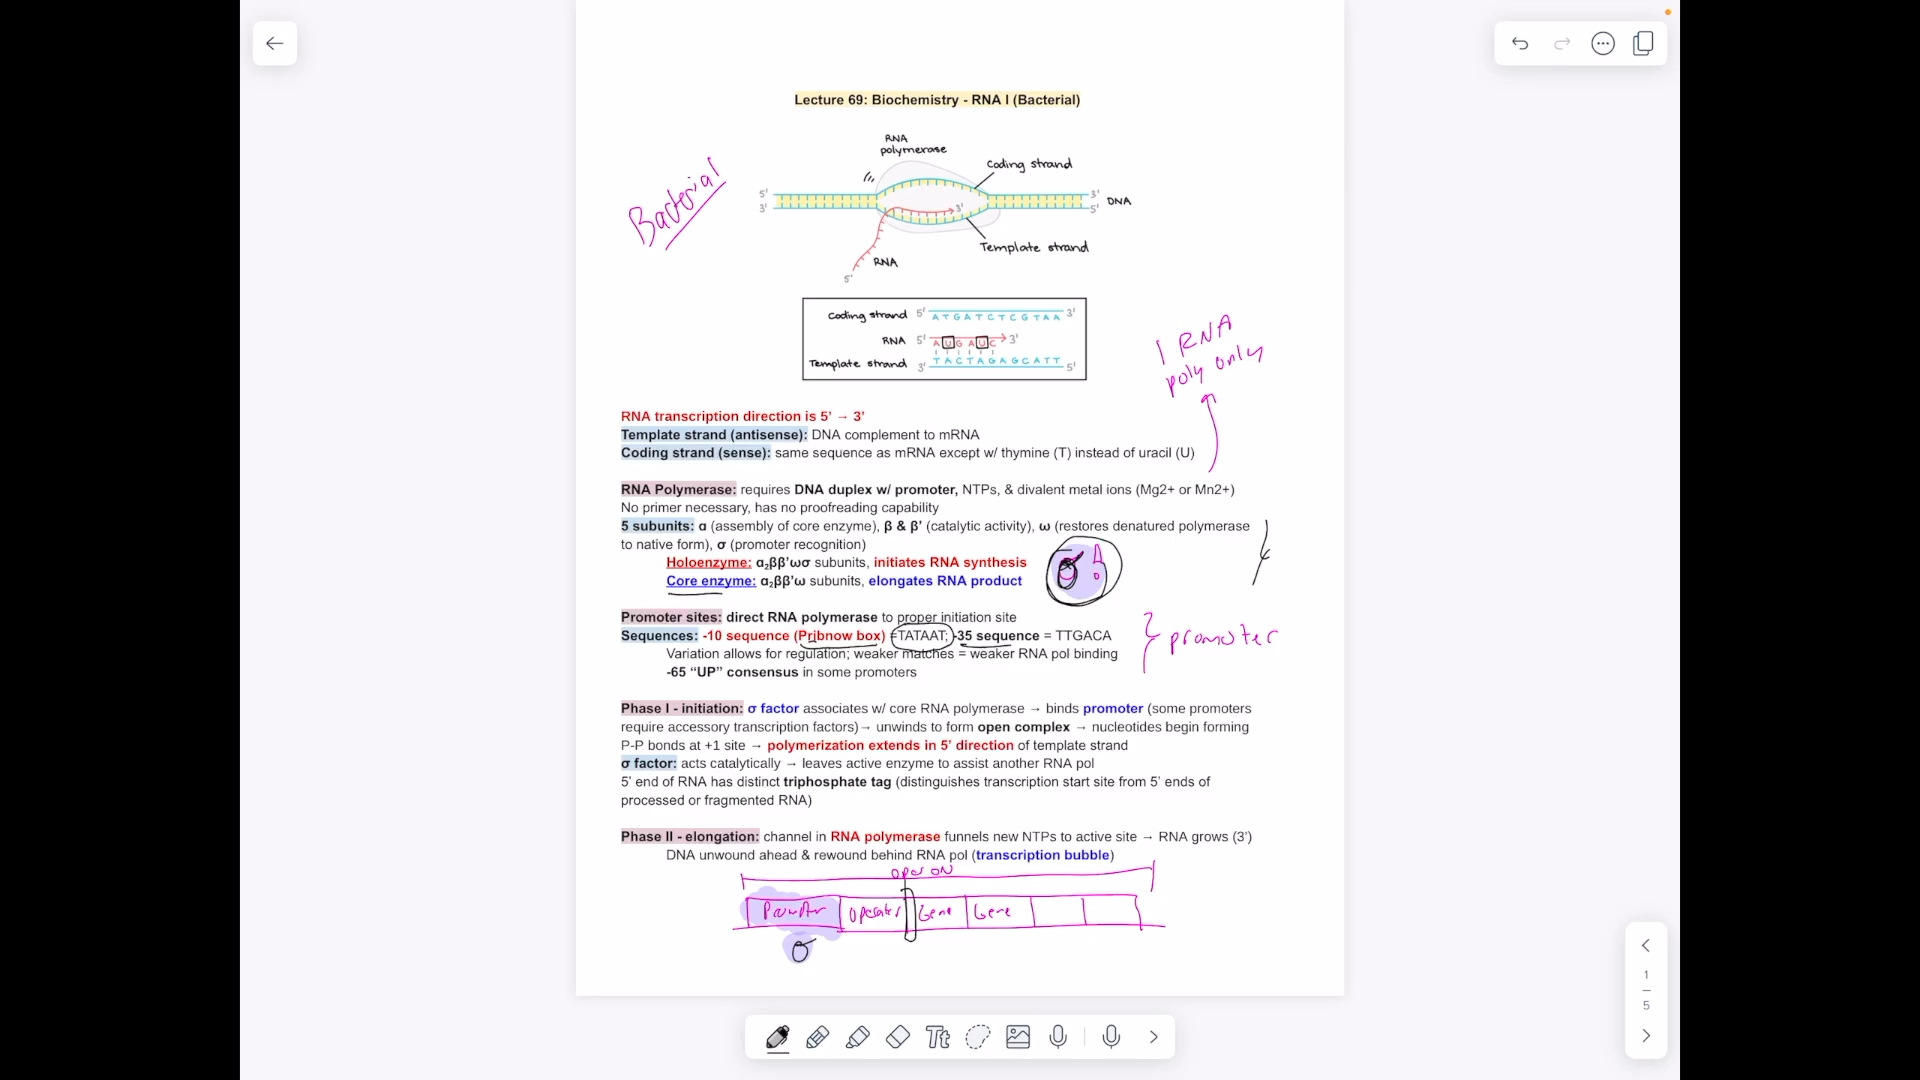 Lecture 69: Biochemistry - RNA I (Bacterial)
RNA
polymerase
Coding strand
5' 3'
3' 5'
DNA
3'
Template strand
RNA
5'
Bacterial
Coding strand 5' ATGATCTCGTAA 3'
RNA 5' AUGAUC 3'
Template strand 3' TACTAGAGCATT 5'
1 RNA
poly only
RNA transcription direction is 5’ → 3’
Template strand (antisense): DNA complement to mRNA
Coding strand (sense): same sequence as mRNA except w/ thymine (T) instead of uracil (U)
RNA Polymerase: requires DNA duplex w/ promoter, NTPs, & divalent metal ions (Mg2+ or Mn2+)
No primer necessary, has no proofreading capability
5 subunits: α (assembly of core enzyme), β & β’ (catalytic activity), ω (restores denatured polymerase
to native form), σ (promoter recognition)
Holoenzyme: α₂ββ’ωσ subunits, initiates RNA synthesis
Core enzyme: α₂ββ’ω subunits, elongates RNA product
σ !
Promoter sites: direct RNA polymerase to proper initiation site
Sequences: -10 sequence (Pribnow box) =TATAAT; -35 sequence = TTGACA
promoter
Variation allows for regulation; weaker matches = weaker RNA pol binding
-65 “UP” consensus in some promoters
Phase I - initiation: σ factor associates w/ core RNA polymerase → binds promoter (some promoters
require accessory transcription factors)→ unwinds to form open complex → nucleotides begin forming
P-P bonds at +1 site → polymerization extends in 5’ direction of template strand
σ factor: acts catalytically → leaves active enzyme to assist another RNA pol
5’ end of RNA has distinct triphosphate tag (distinguishes transcription start site from 5’ ends of
processed or fragmented RNA)
Phase II - elongation: channel in RNA polymerase funnels new NTPs to active site → RNA grows (3’)
DNA unwound ahead & rewound behind RNA pol (transcription bubble)
operon
Promoter Operator Gene Gene
σ
1
5
Tt